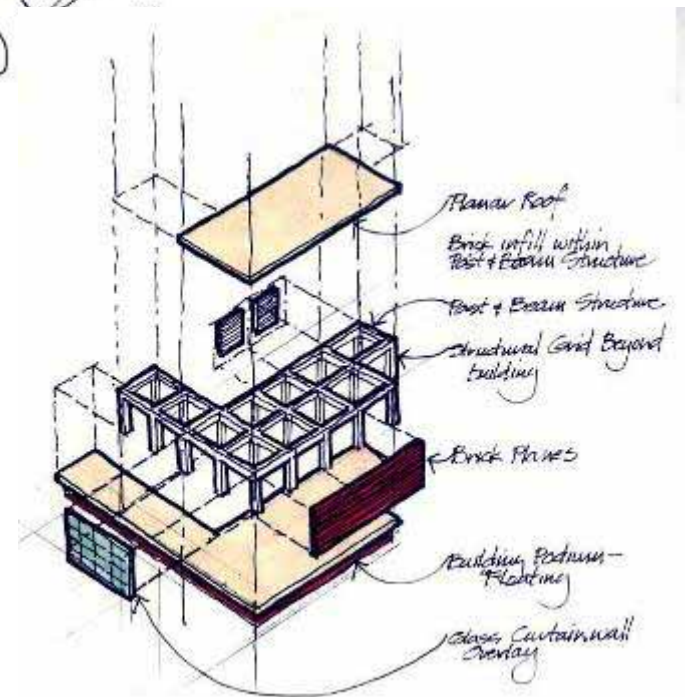 Planar Roof
Brick infill within
Post & Beam Structure
Post & Beam Structure
Structural Grid Beyond
building
Brick Planes
Building Podium -
Floating
Glass Curtainwall
Overlay